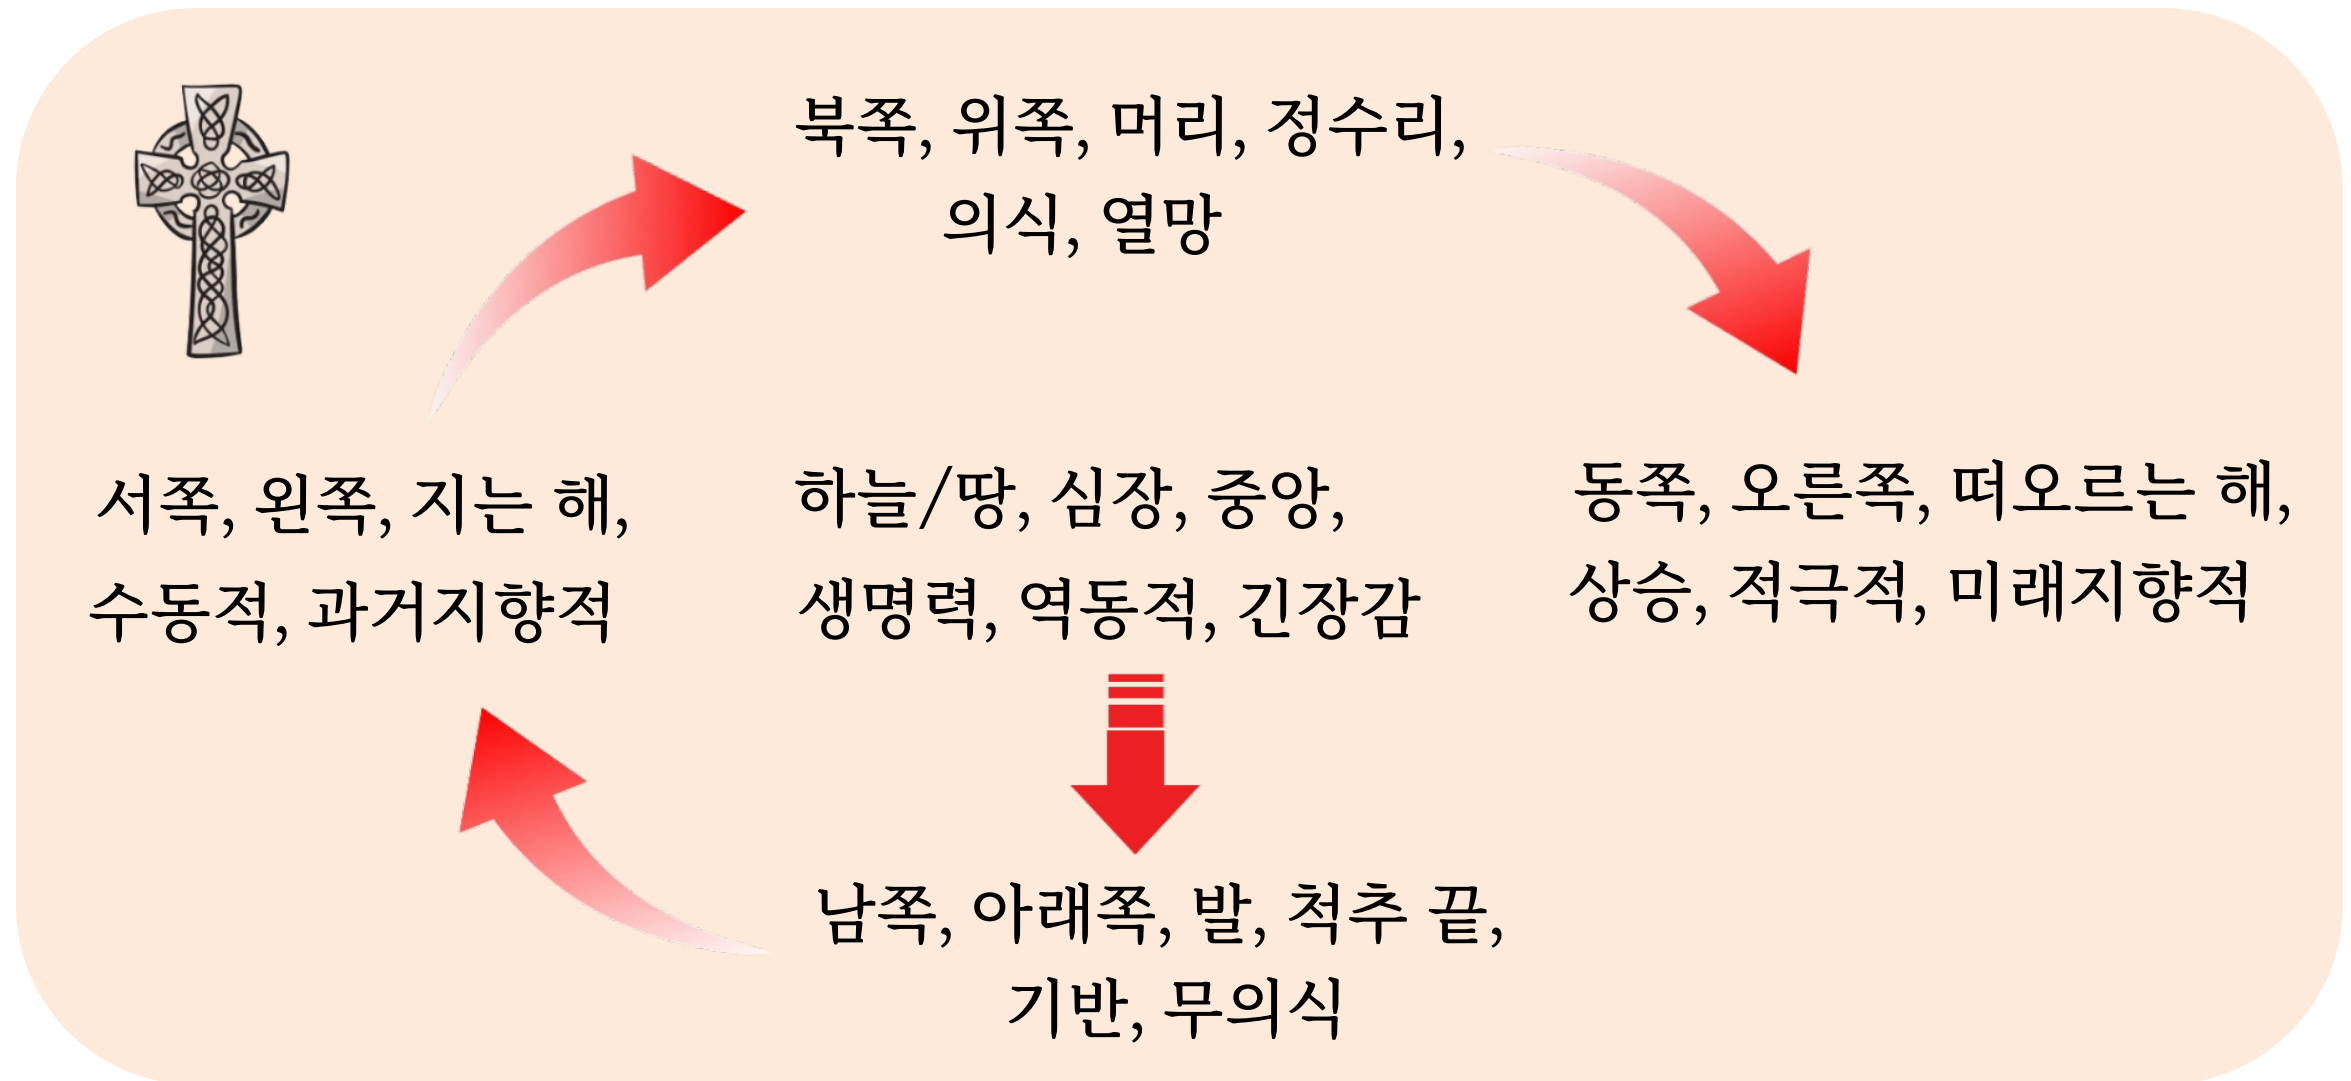 북쪽, 위쪽, 머리, 정수리,
의식, 열망
서쪽, 왼쪽, 지는 해,
수동적, 과거지향적
하늘/땅, 심장, 중앙,
생명력, 역동적, 긴장감
동쪽, 오른쪽, 떠오르는 해,
상승, 적극적, 미래지향적
남쪽, 아래쪽, 발, 척추 끝,
기반, 무의식